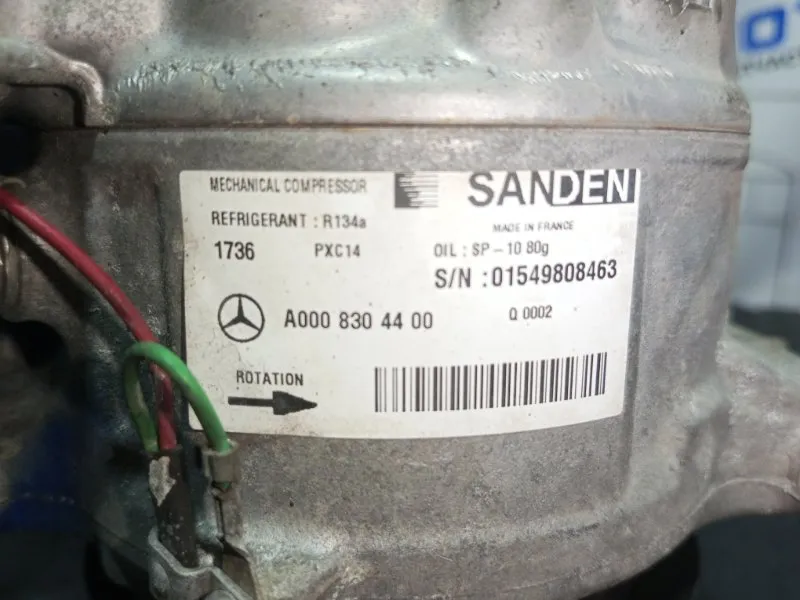 MECHANICAL COMPRESSOR SANDEN
REFRIGERANT : R134a MADE IN FRANCE
1736 PXC14 OIL : SP-10 80g
S/N : 01549808463
A000 830 44 00 Q 0002
ROTATION